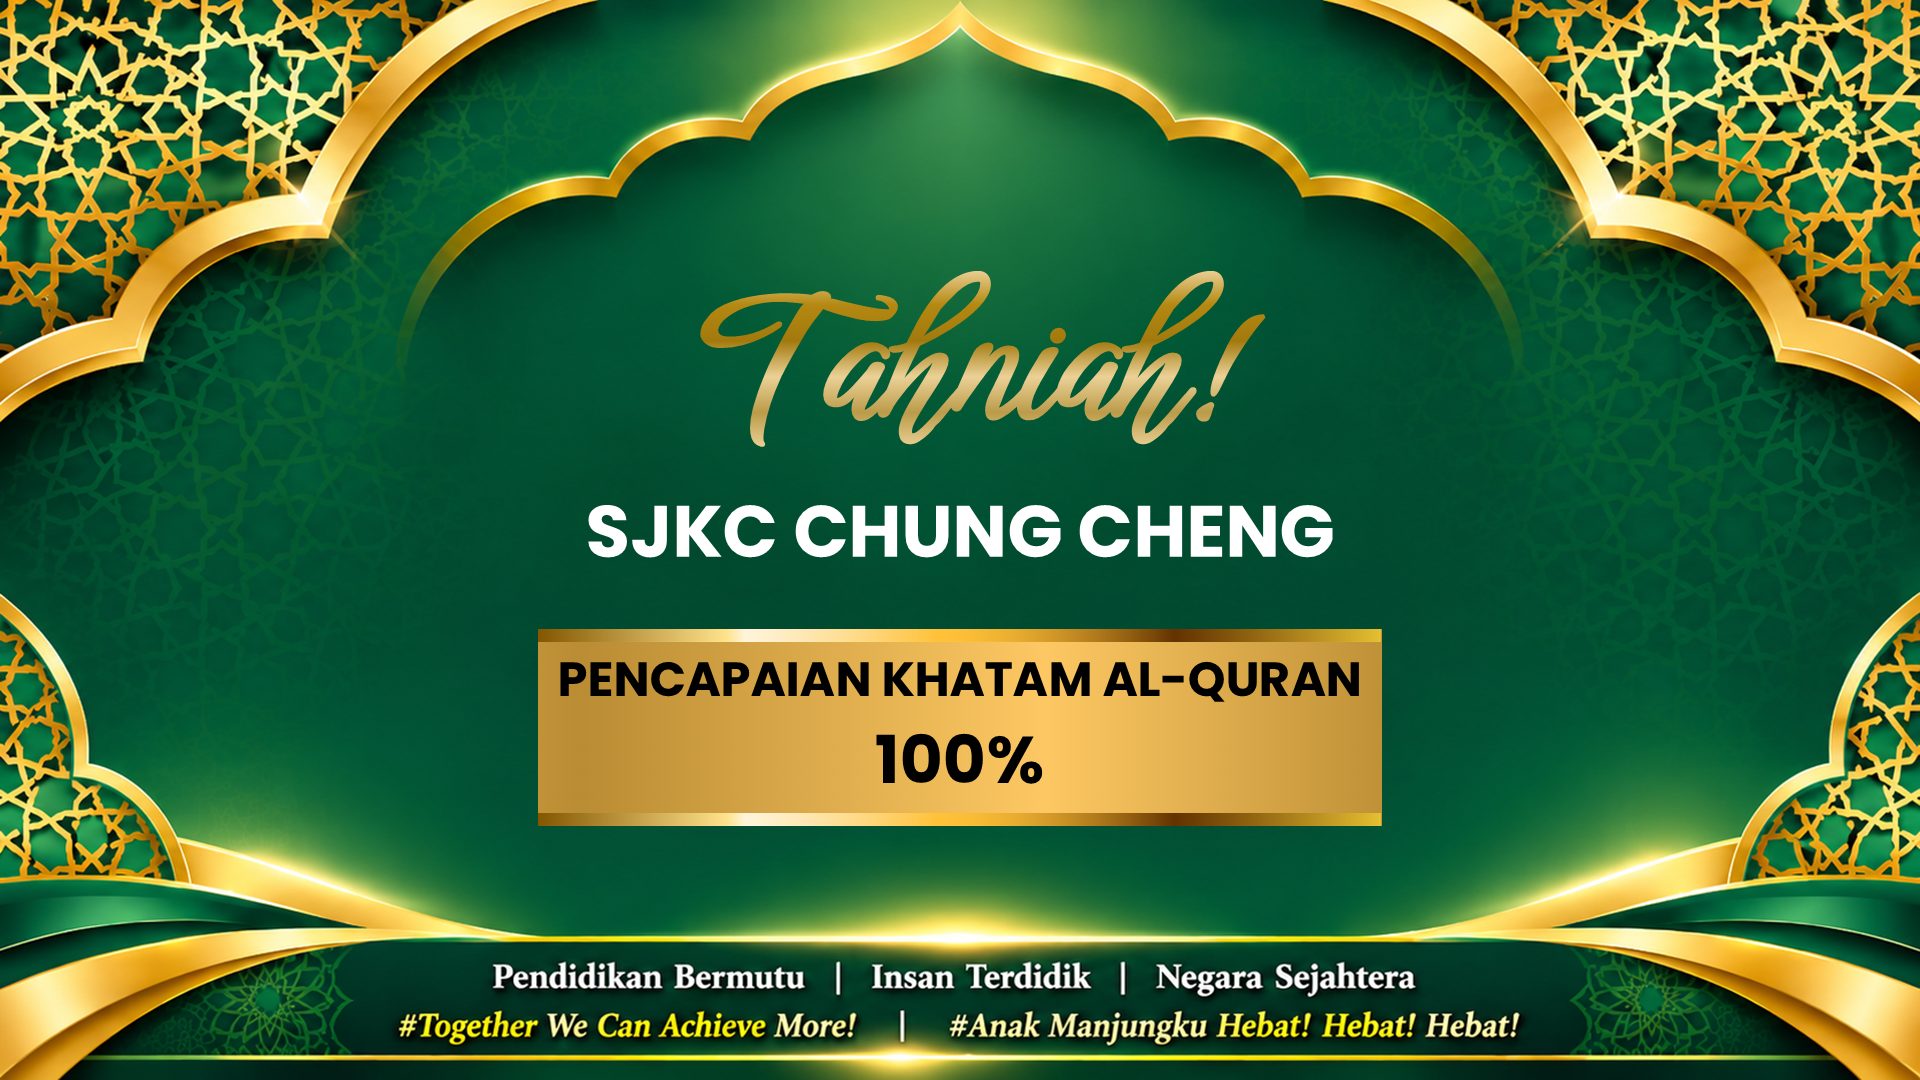 Tahniah!
SJKC CHUNG CHENG
PENCAPAIAN KHATAM AL-QURAN
100%
Pendidikan Bermutu | Insan Terdidik | Negara Sejahtera
#Together We Can Achieve More! | #Anak Manjungku Hebat! Hebat! Hebat!